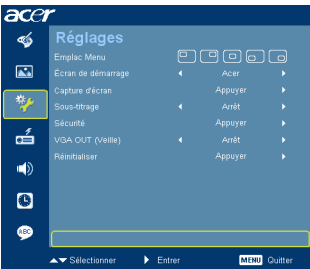 acer
Réglages
Emplac Menu
Écran de démarrage Acer
Capture d'écran Appuyer
Sous-titrage Arrêt
Sécurité Appuyer
VGA OUT (Veille) Arrêt
Réinitialiser Appuyer
ABC
Sélectionner Entrer MENU Quitter